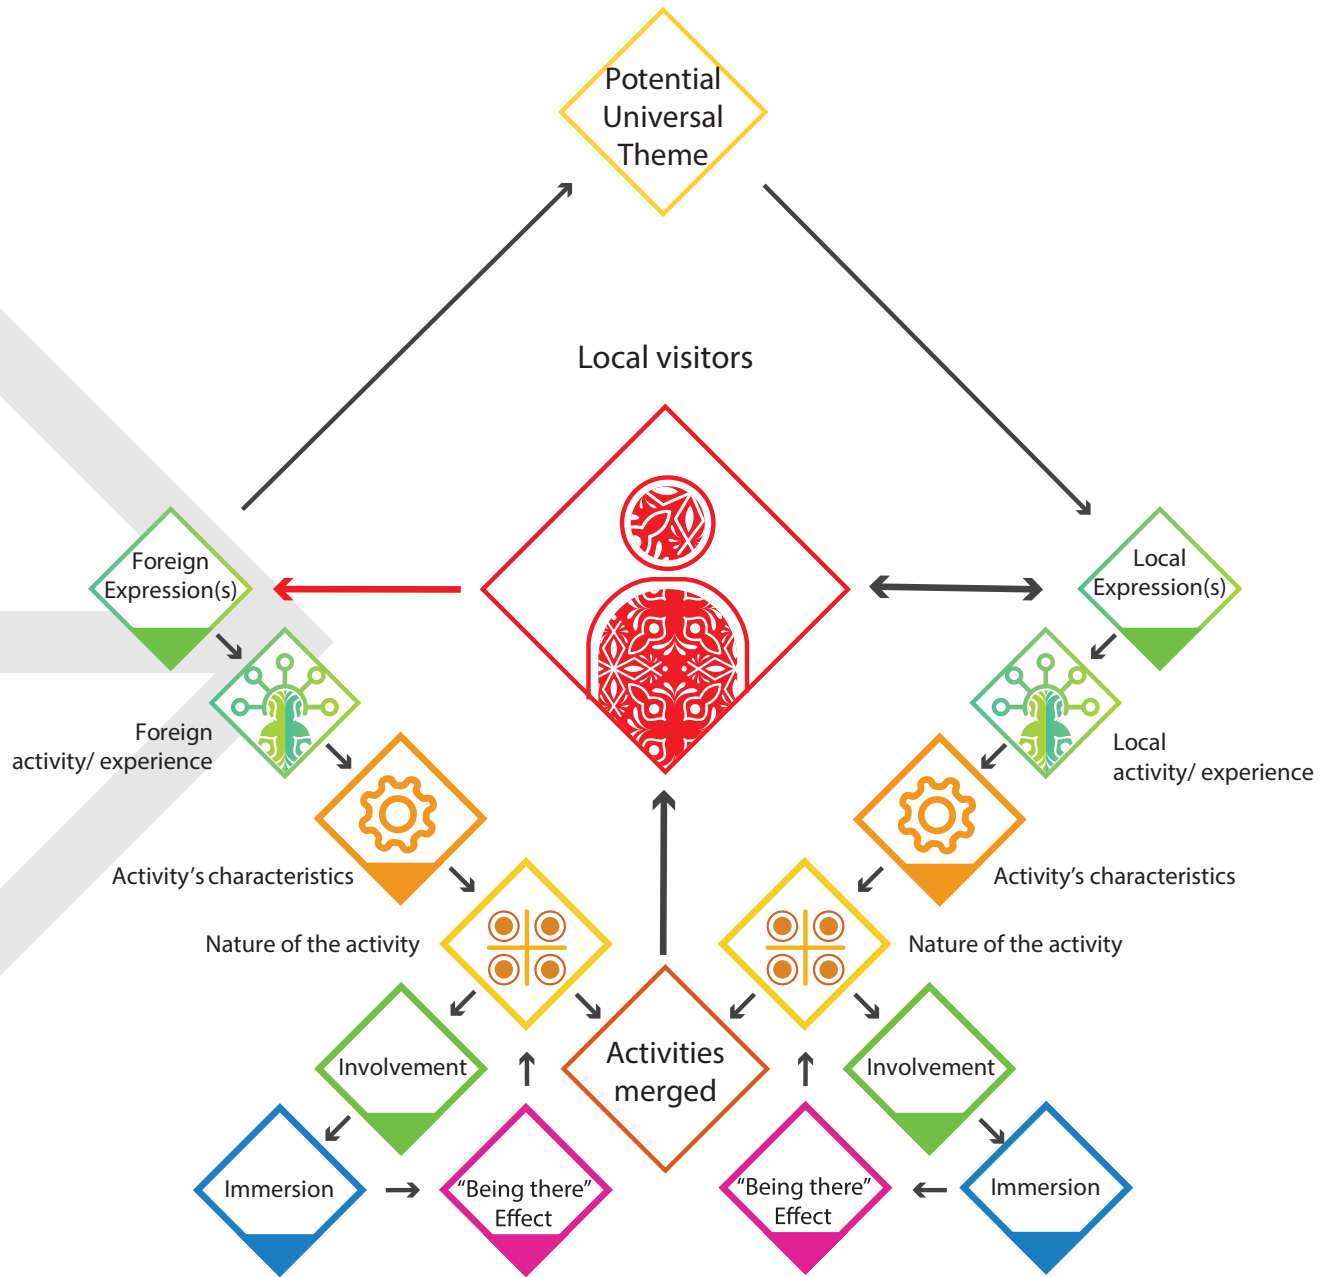 Potential
Universal
Theme
Local visitors
Foreign
Expression(s)
Local
Expression(s)
Foreign
activity/ experience
Local
activity/ experience
Activity's characteristics
Activity's characteristics
Nature of the activity
Nature of the activity
Involvement
Activities
merged
Involvement
Immersion
"Being there"
Effect
"Being there"
Effect
Immersion